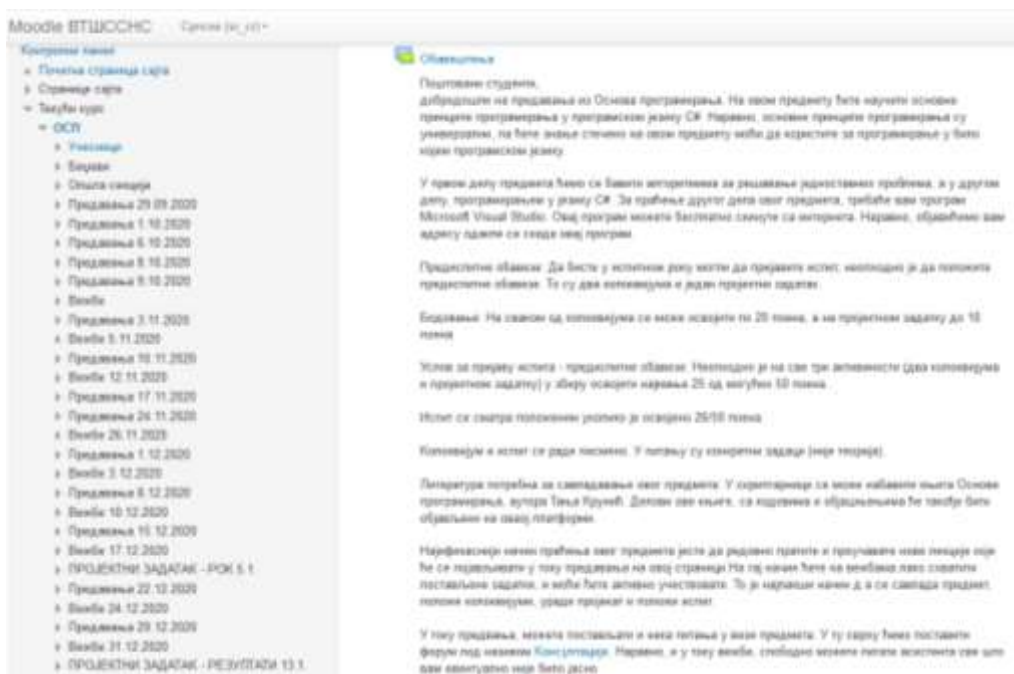 Moodle ВТШССНС Српски (sr_cr)
Контролни панел
Почетна страница сајта
Странице сајта
Текући курс
ОСП
Учесници
Беџеви
Општа секција
Предавања 29.09.2020
Предавања 1.10.2020
Предавања 6.10.2020
Предавања 8.10.2020
Предавања 9.10.2020
Вежбе
Предавања 3.11.2020
Вежбе 5.11.2020
Предавања 10.11.2020
Вежбе 12.11.2020
Предавања 17.11.2020
Предавања 24.11.2020
Вежбе 26.11.2020
Предавања 1.12.2020
Вежбе 3.12.2020
Предавања 8.12.2020
Вежбе 10.12.2020
Предавања 15.12.2020
Вежбе 17.12.2020
ПРОЈЕКТНИ ЗАДАТАК - РОК 5.1
Предавања 22.12.2020
Вежбе 24.12.2020
Предавања 29.12.2020
Вежбе 31.12.2020
ПРОЈЕКТНИ ЗАДАТАК - РЕЗУЛТАТИ 13.1
Обавештења
Поштовани студенти,
добродошли на предавања из Основа програмирања. На овом предмету ћете научити основне
принципе програмирања у програмском језику C#. Наравно, основни принципи програмирања су
универзални, па ћете знање стечено на овом предмету моћи да користите за програмирање у било
којем програмском језику.
У првом делу предмета ћемо се бавити алгоритмима за решавање једноставних проблема, а у другом
делу, програмирањем у језику C#. За праћење другог дела овог предмета, требаће вам програм
Microsoft Visual Studio. Овај програм можете бесплатно скинути са интернета. Наравно, објавићемо вам
адресу одакле се скида овај програм.
Предиспитне обавезе: Да бисте у испитном року могли да пријавите испит, неопходно је да положите
предиспитне обавезе. То су два колоквијума и један пројектни задатак.
Бодовање: На сваком од колоквијума се може освојити по 20 поена, а на пројектном задатку до 10
поена.
Услов за пријаву испита - предиспитне обавезе: Неопходно је на све три активности (два колоквијума
и пројектном задатку) у збиру освојити најмање 25 од могућих 50 поена.
Испит се сматра положеним уколико је освојено 26/50 поена.
Колоквијум и испит се раде писмено. У питању су конкретни задаци (није теорија).
Литература потребна за савладавање овог предмета: У скриптарници се може набавити књига Основе
програмирања, аутора Тања Крунић. Делови ове књиге, са кодовима и објашњењима ће такође бити
објављени на овој платформи.
Најефикаснији начин праћења овог предмета јесте да редовно пратите и проучавате нове лекције које
ће се појављивати у току предавања на овој страници. На тај начин ћете на вежбама лако схватити
постављене задатке, и моћи ћете активно учествовати. То је најлакши начин д а се савлада предмет,
положе колоквијуми, уради пројекат и положи испит.
У току предавања, можете постављати и нека питања у вези предмета. У ту сврху ћемо поставити
форум под називом Консултације. Наравно, и у току вежби, слободно можете питати асистента све што
вам евентуално није било јасно.